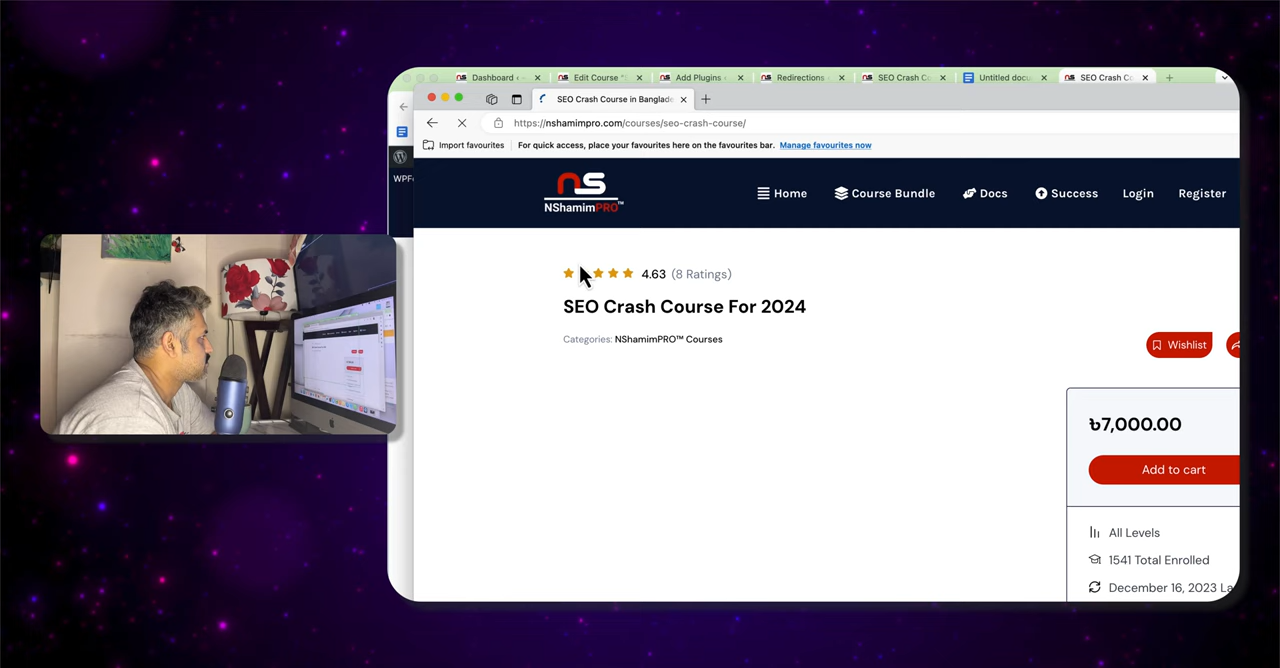 Dashboard
Edit Course
Add Plugins
Redirections
SEO Crash C
Untitled docu
SEO Crash C
SEO Crash Course in Banglade
https://nshamimpro.com/courses/seo-crash-course/
Import favourites
For quick access, place your favourites here on the favourites bar. Manage favourites now
WPF
ns
NShamimPRO™
Home
Course Bundle
Docs
Success
Login
Register
4.63 (8 Ratings)
SEO Crash Course For 2024
Categories: NShamimPRO™ Courses
Wishlist
৳7,000.00
Add to cart
All Levels
1541 Total Enrolled
December 16, 2023 La